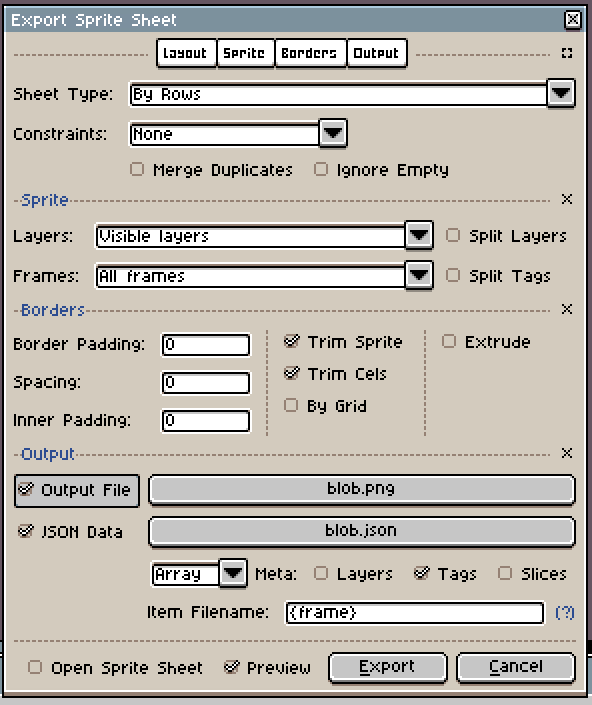 Export Sprite Sheet
Layout Sprite Borders Output
Sheet Type: By Rows
Constraints: None
Merge Duplicates Ignore Empty
Sprite
Layers: Visible layers Split Layers
Frames: All frames Split Tags
Borders
Border Padding: 0 Trim Sprite Extrude
Spacing: 0 Trim Cels
Inner Padding: 0 By Grid
Output
Output File blob.png
JSON Data blob.json
Array Meta: Layers Tags Slices
Item Filename: {frame} (?)
Open Sprite Sheet Preview Export Cancel